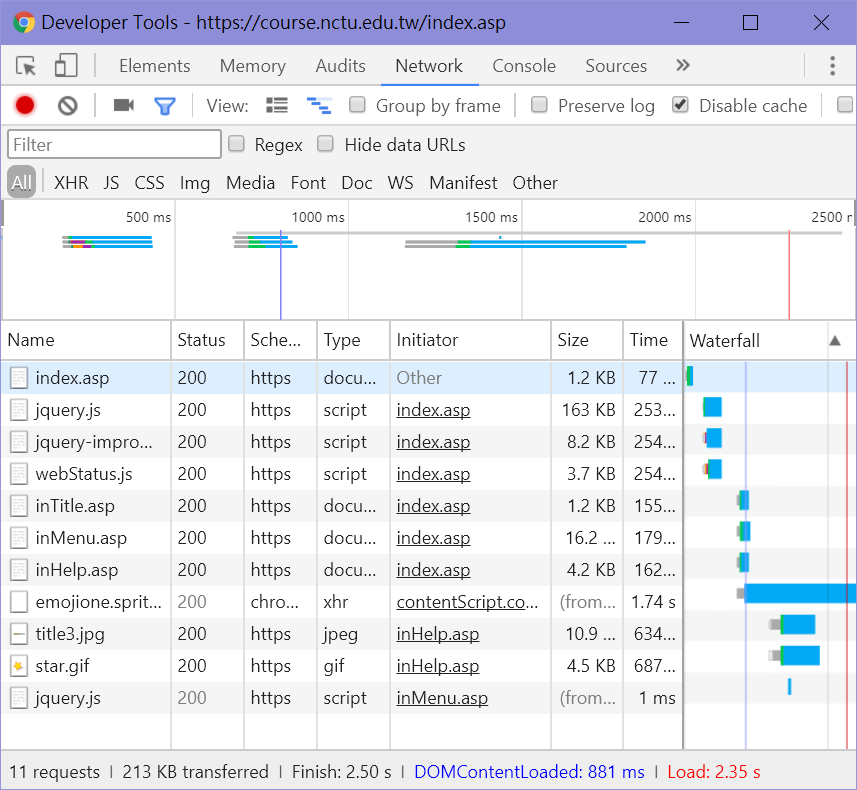 Developer Tools - https://course.nctu.edu.tw/index.asp
Elements Memory Audits Network Console Sources »
View: Group by frame Preserve log Disable cache
Filter Regex Hide data URLs
All XHR JS CSS Img Media Font Doc WS Manifest Other
500 ms 1000 ms 1500 ms 2000 ms 2500 r
Name Status Sche... Type Initiator Size Time Waterfall ▲
index.asp 200 https docu... Other 1.2 KB 77 ...
jquery.js 200 https script index.asp 163 KB 253...
jquery-impro... 200 https script index.asp 8.2 KB 254...
webStatus.js 200 https script index.asp 3.7 KB 254...
inTitle.asp 200 https docu... index.asp 1.2 KB 155...
inMenu.asp 200 https docu... index.asp 16.2 ... 179...
inHelp.asp 200 https docu... index.asp 4.2 KB 162...
emojione.sprit... 200 chro... xhr contentScript.co... (from... 1.74 s
title3.jpg 200 https jpeg inHelp.asp 10.9 ... 634...
star.gif 200 https gif inHelp.asp 4.5 KB 687...
jquery.js 200 https script inMenu.asp (from... 1 ms
11 requests | 213 KB transferred | Finish: 2.50 s | DOMContentLoaded: 881 ms | Load: 2.35 s